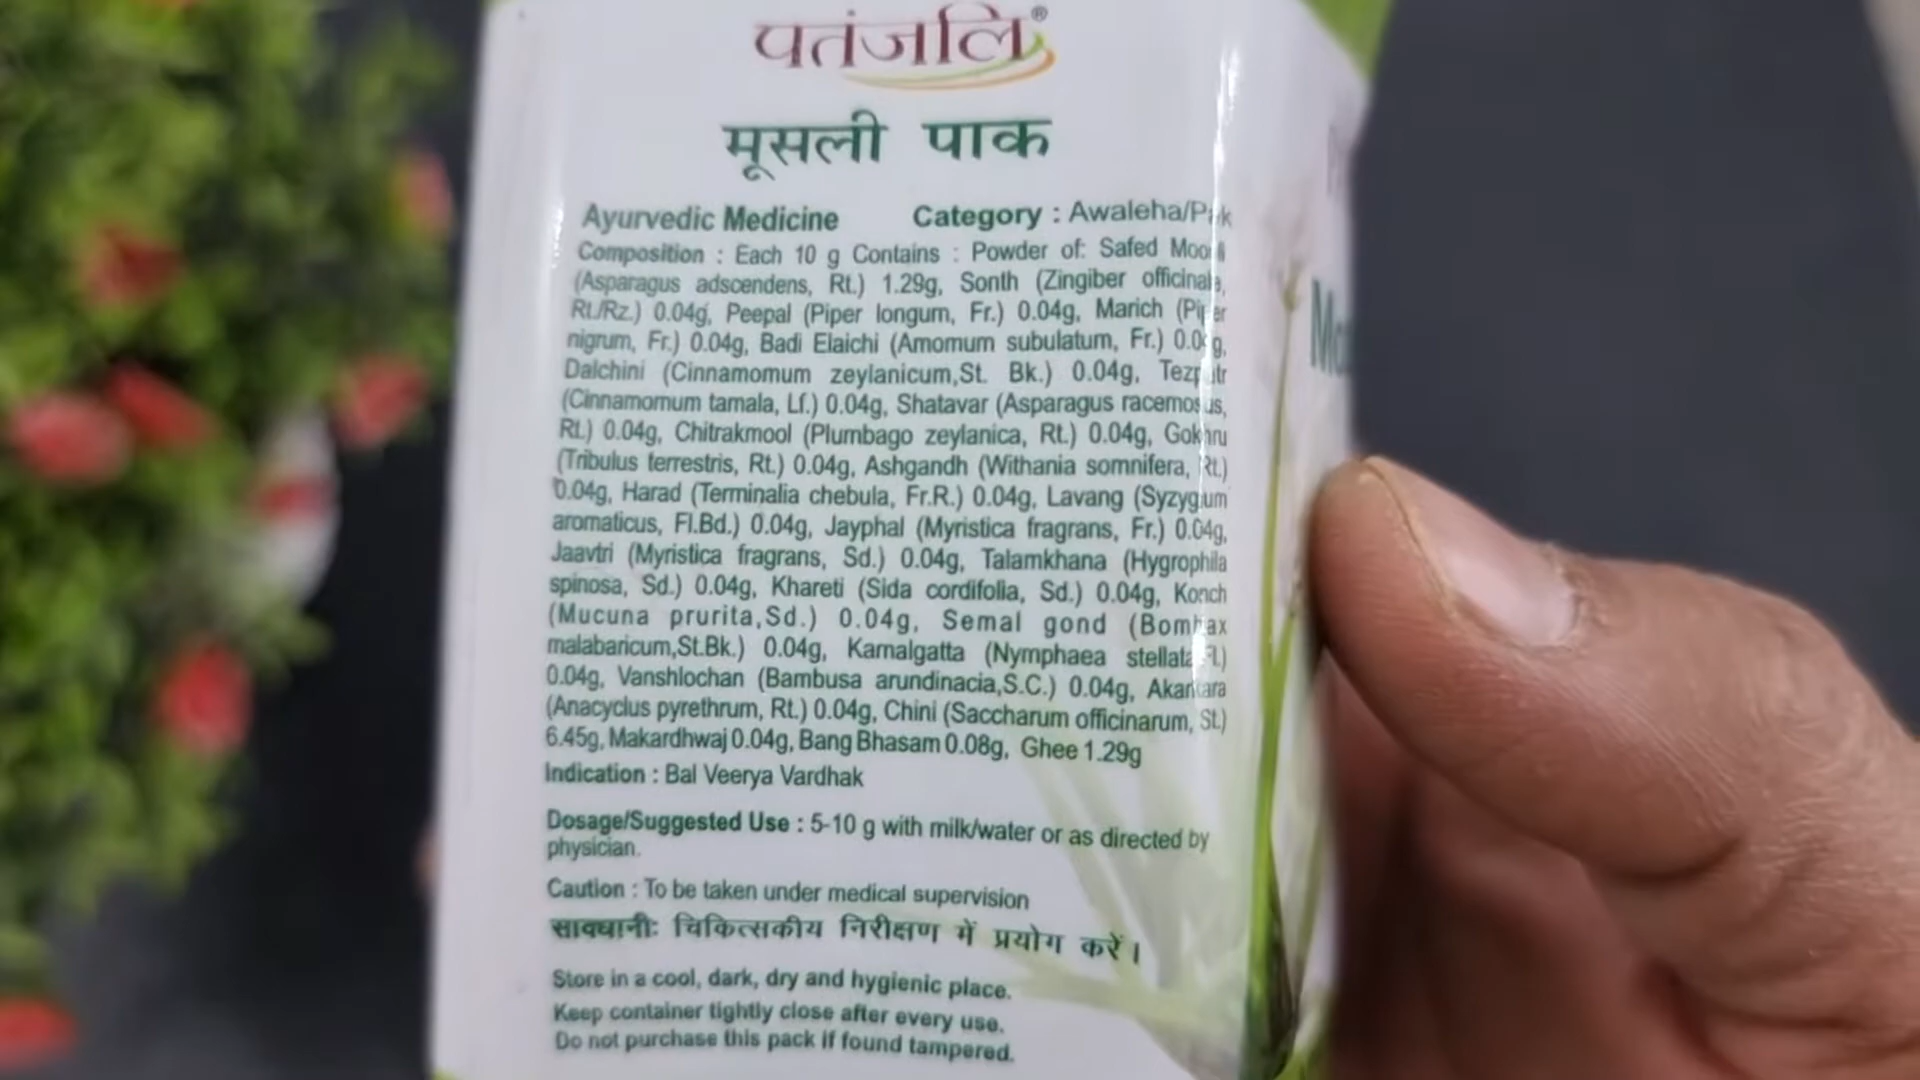 पतंजलि®
मूसली पाक
Ayurvedic Medicine Category : Awaleha/Pak
Composition : Each 10 g Contains : Powder of: Safed Moosli
(Asparagus adscendens, Rt.) 1.29g, Sonth (Zingiber officinale,
Rt./Rz.) 0.04g, Peepal (Piper longum, Fr.) 0.04g, Marich (Piper
nigrum, Fr.) 0.04g, Badi Elaichi (Amomum subulatum, Fr.) 0.04g,
Dalchini (Cinnamomum zeylanicum,St. Bk.) 0.04g, Tezpatr
(Cinnamomum tamala, Lf.) 0.04g, Shatavar (Asparagus racemosus,
Rt.) 0.04g, Chitrakmool (Plumbago zeylanica, Rt.) 0.04g, Gokhru
(Tribulus terrestris, Rt.) 0.04g, Ashgandh (Withania somnifera, Rt.)
0.04g, Harad (Terminalia chebula, Fr.R.) 0.04g, Lavang (Syzygium
aromaticus, Fl.Bd.) 0.04g, Jayphal (Myristica fragrans, Fr.) 0.04g,
Jaavtri (Myristica fragrans, Sd.) 0.04g, Talamkhana (Hygrophila
spinosa, Sd.) 0.04g, Khareti (Sida cordifolia, Sd.) 0.04g, Konch
(Mucuna prurita,Sd.) 0.04g, Semal gond (Bombax
malabaricum,St.Bk.) 0.04g, Kamalgatta (Nymphaea stellata, Fl.)
0.04g, Vanshlochan (Bambusa arundinacia,S.C.) 0.04g, Akarkara
(Anacyclus pyrethrum, Rt.) 0.04g, Chini (Saccharum officinarum, St.)
6.45g, Makardhwaj 0.04g, Bang Bhasam 0.08g, Ghee 1.29g
Indication : Bal Veerya Vardhak
Dosage/Suggested Use : 5-10 g with milk/water or as directed by
physician.
Caution : To be taken under medical supervision
सावधानीः चिकित्सकीय निरीक्षण में प्रयोग करें।
Store in a cool, dark, dry and hygienic place.
Keep container tightly close after every use.
Do not purchase this pack if found tampered.